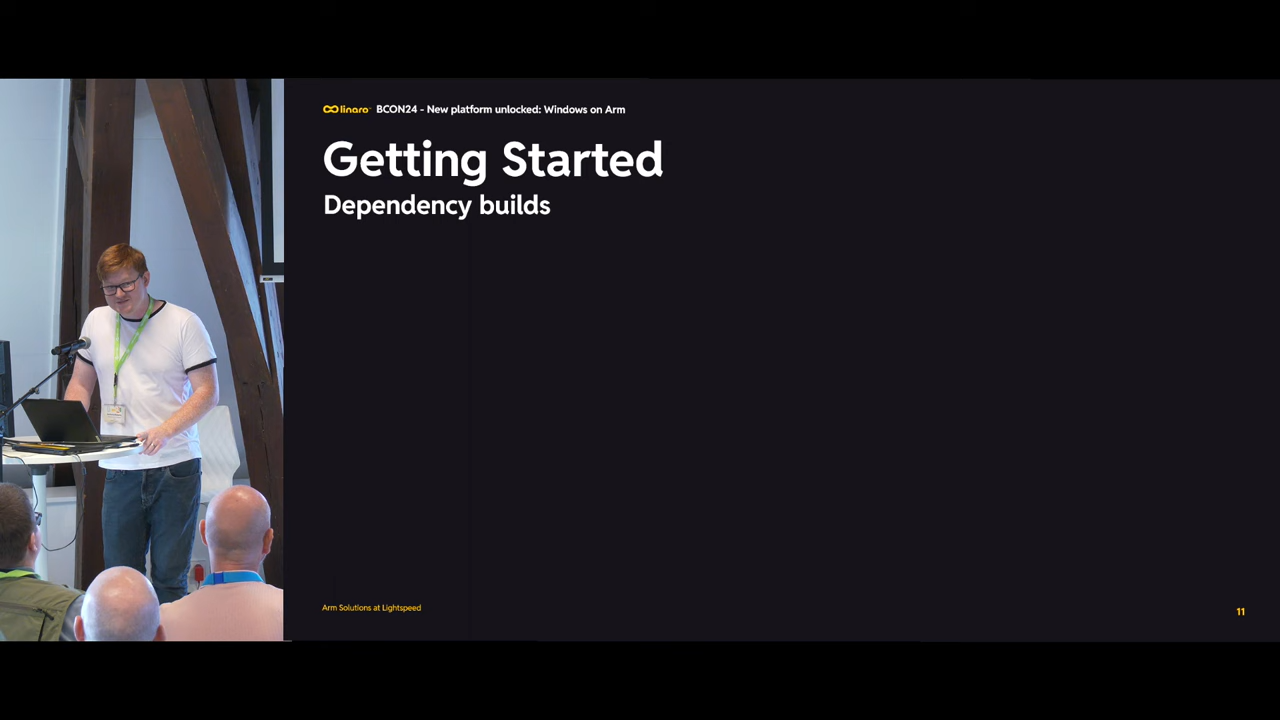 linaro BCON24 - New platform unlocked: Windows on Arm
Getting Started
Dependency builds
Arm Solutions at Lightspeed
11